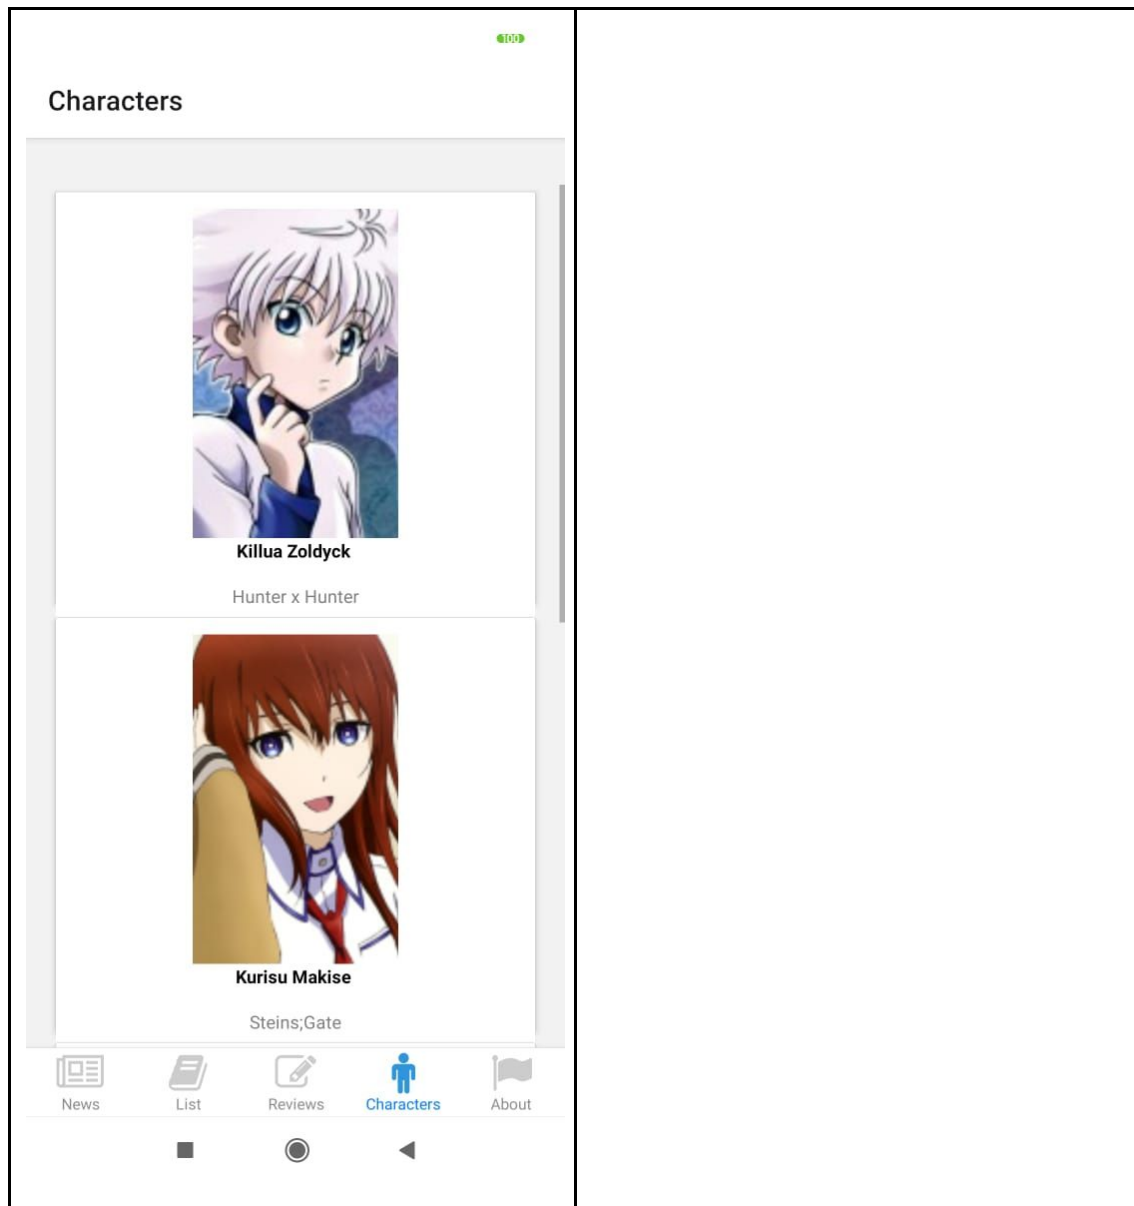 100
Characters
Killua Zoldyck
Hunter x Hunter
Kurisu Makise
Steins;Gate
News
List
Reviews
Characters
About